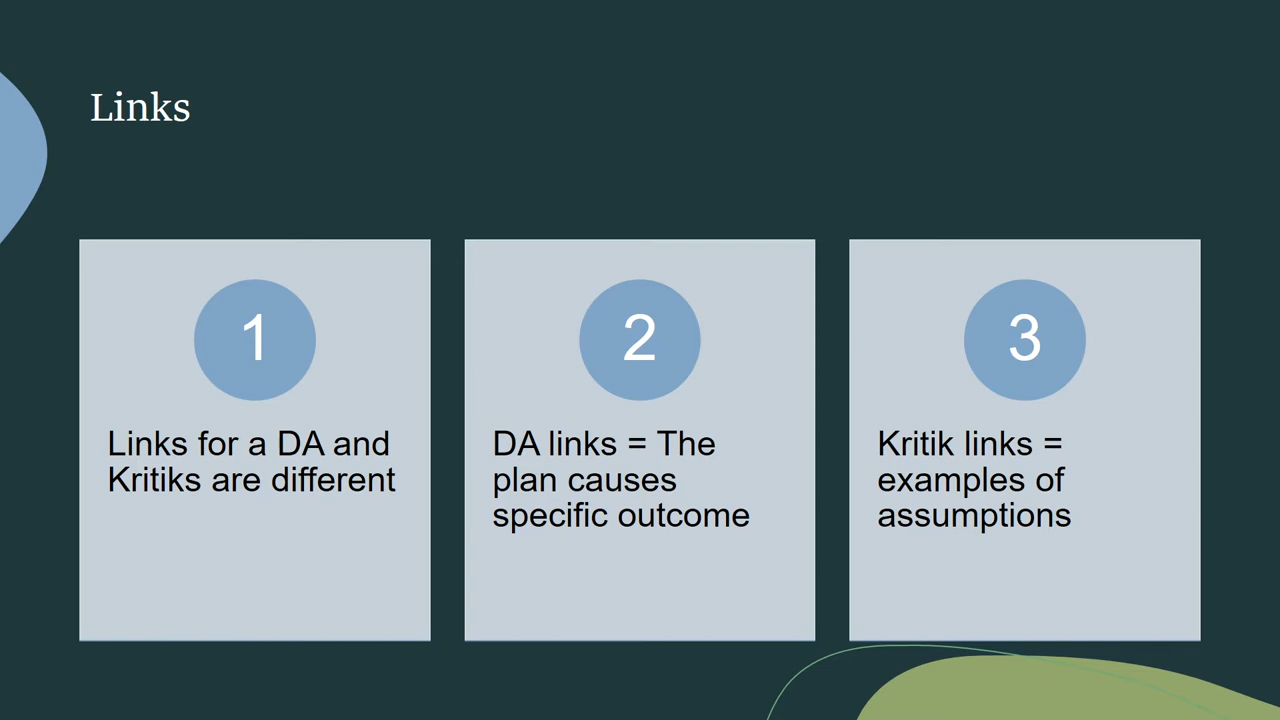 Links
1
Links for a DA and
Kritiks are different
2
DA links = The
plan causes
specific outcome
3
Kritik links =
examples of
assumptions